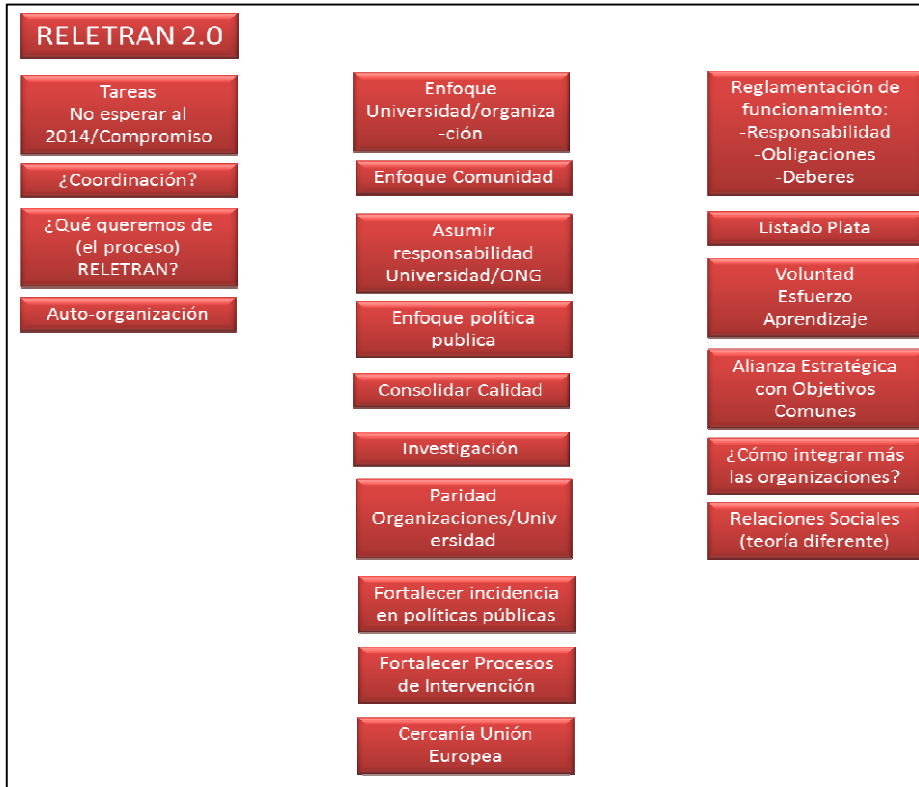 RELETRAN 2.0
Tareas
No esperar al
2014/Compromiso
¿Coordinación?
¿Qué queremos de
(el proceso)
RELETRAN?
Auto-organización
Enfoque
Universidad/organiza
-ción
Enfoque Comunidad
Asumir
responsabilidad
Universidad/ONG
Enfoque política
publica
Consolidar Calidad
Investigación
Paridad
Organizaciones/Univ
ersidad
Fortalecer incidencia
en políticas públicas
Fortalecer Procesos
de Intervención
Cercanía Unión
Europea
Reglamentación de
funcionamiento:
-Responsabilidad
-Obligaciones
-Deberes
Listado Plata
Voluntad
Esfuerzo
Aprendizaje
Alianza Estratégica
con Objetivos
Comunes
¿Cómo integrar más
las organizaciones?
Relaciones Sociales
(teoría diferente)